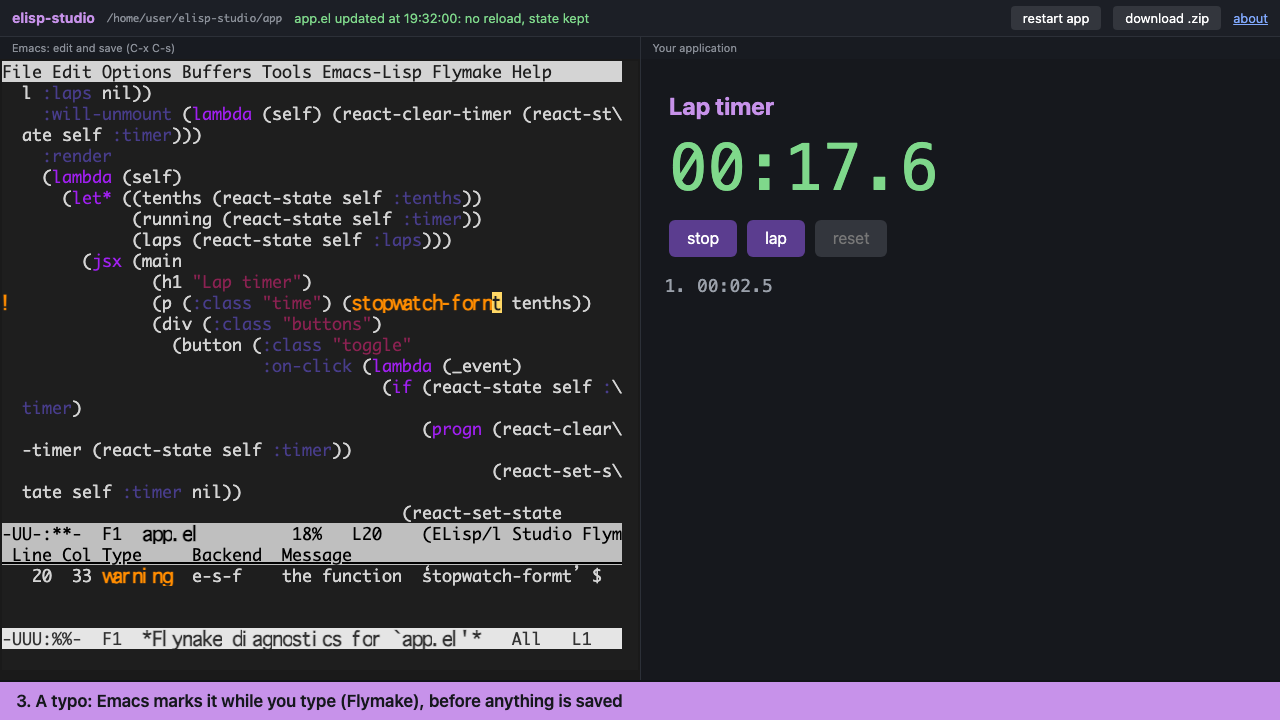 elisp-studio /home/user/elisp-studio/app app.el updated at 19:32:00: no reload, state kept restart app download .zip about
Emacs: edit and save (C-x C-s)
Your application
File Edit Options Buffers Tools Emacs-Lisp Flymake Help
l :laps nil))
:will-unmount (lambda (self) (react-clear-timer (react-st\
ate self :timer)))
:render
(lambda (self)
(let* ((tenths (react-state self :tenths))
(running (react-state self :timer))
(laps (react-state self :laps)))
(jsx (main
(h1 "Lap timer")
! (p (:class "time") (stopwatch-formt tenths))
(div (:class "buttons")
(button (:class "toggle"
:on-click (lambda (_event)
(if (react-state self :\
timer)
(progn (react-clear\
-timer (react-state self :timer))
(react-set-s\
tate self :timer nil))
(react-set-state
-UU-:**- F1 app.el 18% L20 (ELisp/l Studio Flym
Line Col Type Backend Message
20 33 warning e-s-f the function ‘stopwatch-formt’ $
-UUU:%%- F1 *Flymake diagnostics for `app.el'* All L1
Lap timer
00:17.6
stop lap reset
1. 00:02.5
3. A typo: Emacs marks it while you type (Flymake), before anything is saved